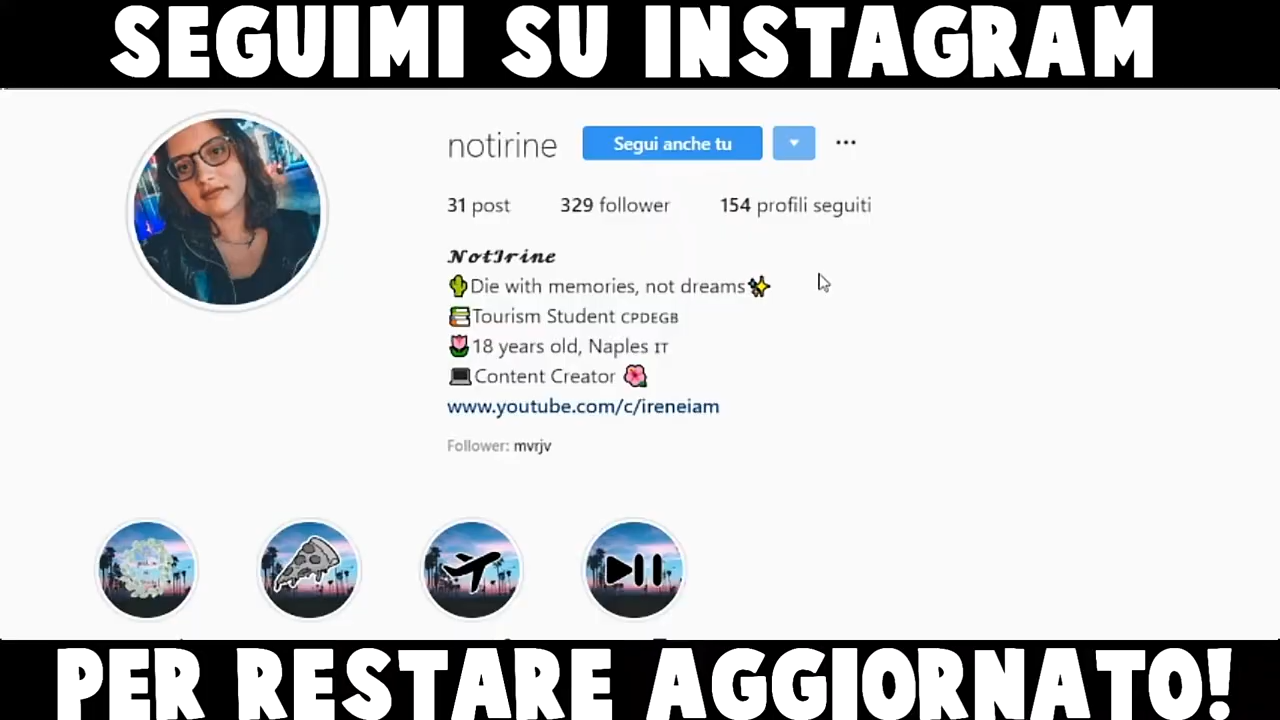 SEGUIMI SU INSTAGRAM
notirine Segui anche tu
31 post 329 follower 154 profili seguiti
NotIrine
🌵Die with memories, not dreams✨
📚Tourism Student CPDEGB
🌷18 years old, Naples IT
💻Content Creator 🌺
www.youtube.com/c/ireneiam
Follower: mvrjv
PER RESTARE AGGIORNATO!